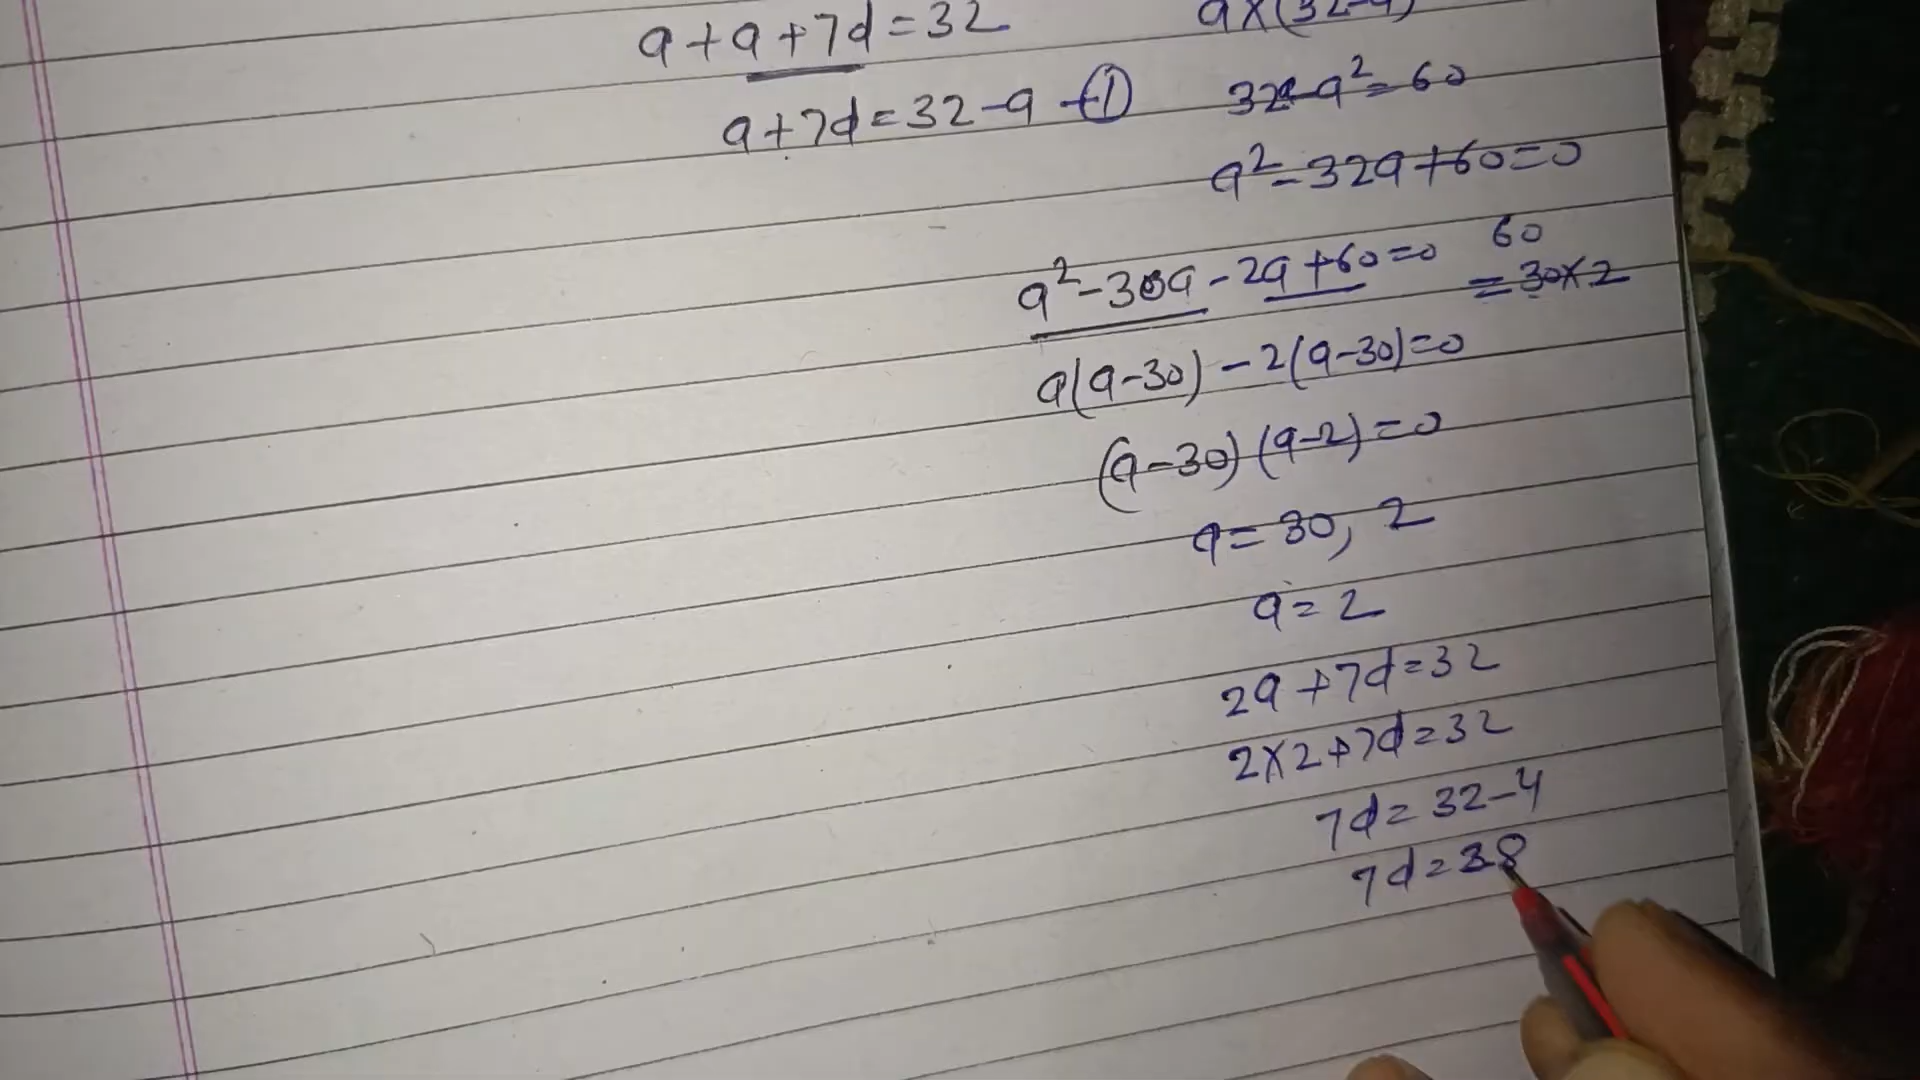 a+a+7d=32
a×(32-a)
a+7d=32-a -①
32a-a²=60
a²-32a+60=0
a²-30a-2a+60=0
60
=30×2
a(a-30)-2(a-30)=0
(a-30)(a-2)=0
a=30, 2
a=2
2a+7d=32
2×2+7d=32
7d=32-4
7d=38